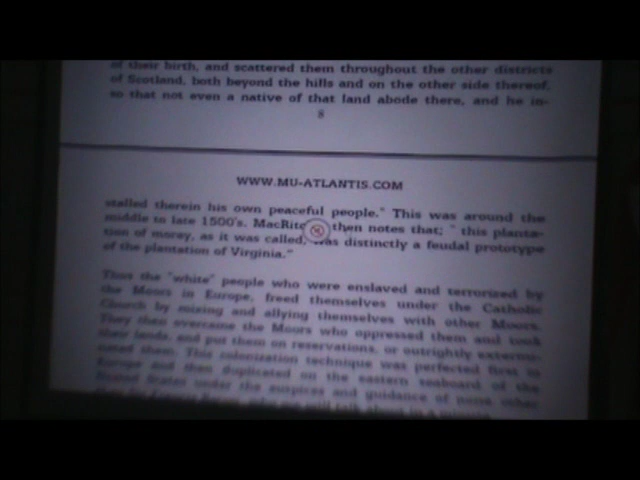 of their birth, and scattered them throughout the other districts
of Scotland, both beyond the hills and on the other side thereof,
so that not even a native of that land abode there, and he in-
8
WWW.MU-ATLANTIS.COM
stalled therein his own peaceful people." This was around the
middle to late 1500's. MacRite then notes that; " this planta-
tion of moray, as it was called, was distinctly a feudal prototype
of the plantation of Virginia."
Thus the "white" people who were enslaved and terrorized by
the Moors in Europe, freed themselves under the Catholic
Church by mixing and allying themselves with other Moors.
They then overcame the Moors who oppressed them and took
their lands, and put them on reservations, or outrightly extermi-
nated them. This colonization technique was perfected first in
Europe and then duplicated on the eastern seaboard of the
United States under the auspices and guidance of none other